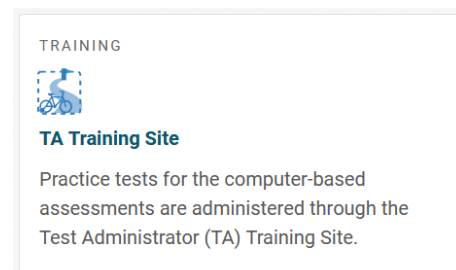 TRAINING
TA Training Site
Practice tests for the computer-based
assessments are administered through the
Test Administrator (TA) Training Site.